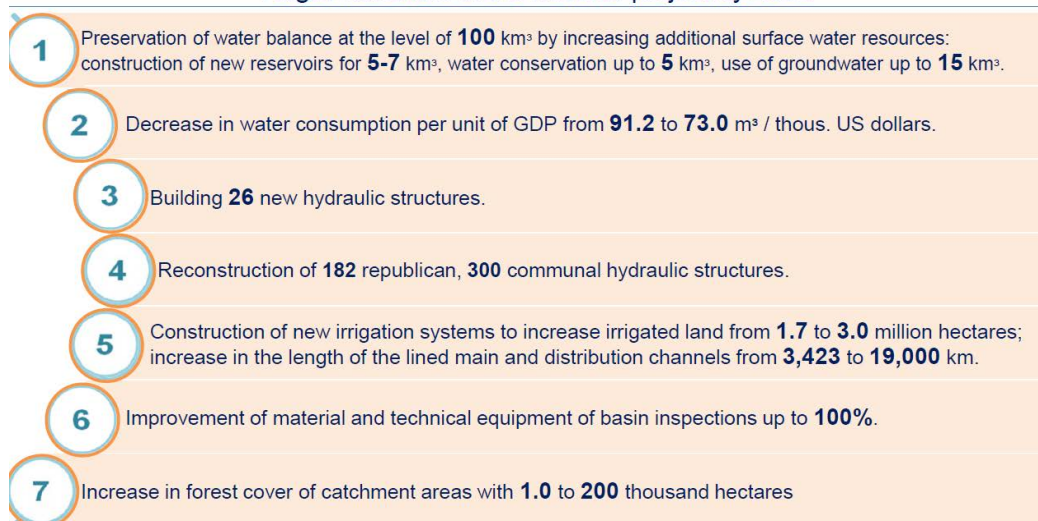 1
Preservation of water balance at the level of 100 km³ by increasing additional surface water resources:
construction of new reservoirs for 5-7 km³, water conservation up to 5 km³, use of groundwater up to 15 km³.
2
Decrease in water consumption per unit of GDP from 91.2 to 73.0 m³ / thous. US dollars.
3
Building 26 new hydraulic structures.
4
Reconstruction of 182 republican, 300 communal hydraulic structures.
5
Construction of new irrigation systems to increase irrigated land from 1.7 to 3.0 million hectares;
increase in the length of the lined main and distribution channels from 3,423 to 19,000 km.
6
Improvement of material and technical equipment of basin inspections up to 100%.
7
Increase in forest cover of catchment areas with 1.0 to 200 thousand hectares